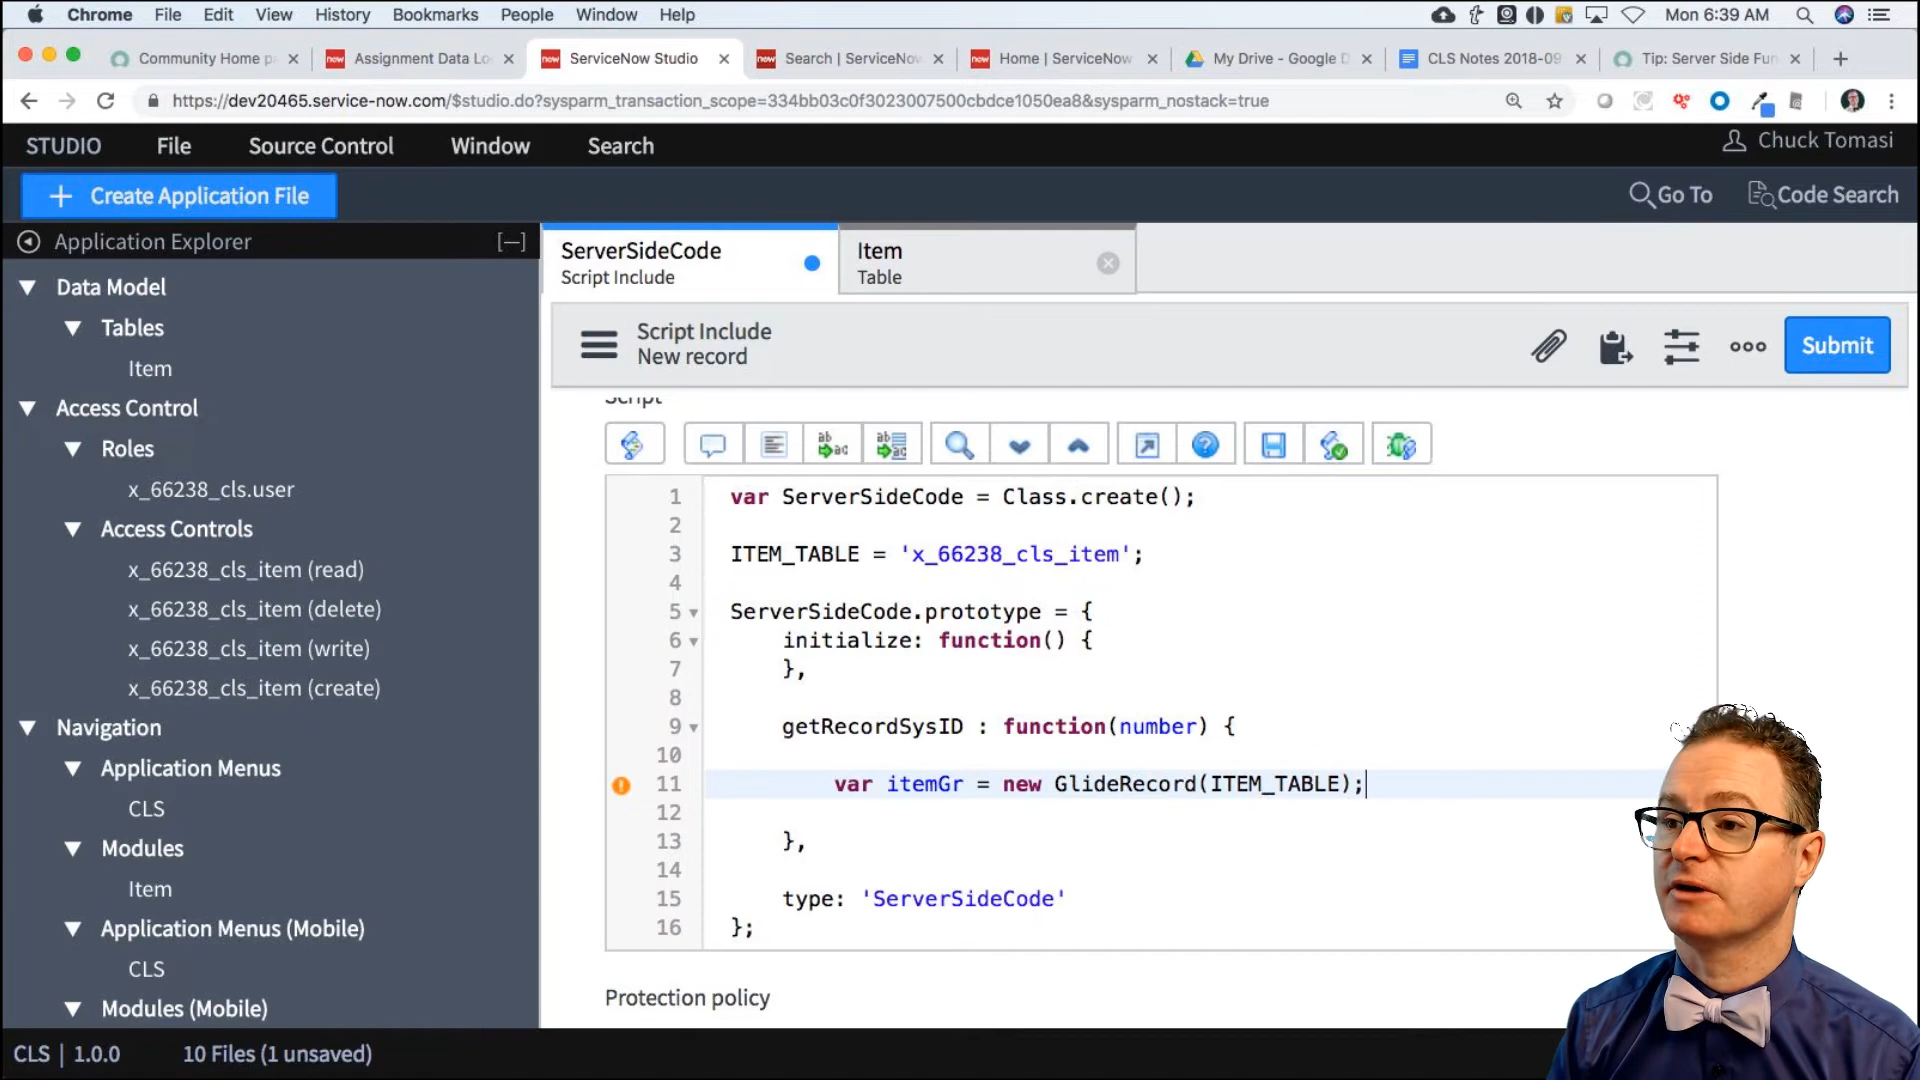 Chrome File Edit View History Bookmarks People Window Help
Mon 6:39 AM
Community Home p
Assignment Data Lo
ServiceNow Studio
Search | ServiceNow
Home | ServiceNow
My Drive - Google D
CLS Notes 2018-09
Tip: Server Side Fun
https://dev20465.service-now.com/$studio.do?sysparm_transaction_scope=334bb03c0f3023007500cbdce1050ea8&sysparm_nostack=true
STUDIO File Source Control Window Search
Chuck Tomasi
+ Create Application File
Go To
Code Search
Application Explorer
[—]
Data Model
Tables
Item
Access Control
Roles
x_66238_cls.user
Access Controls
x_66238_cls_item (read)
x_66238_cls_item (delete)
x_66238_cls_item (write)
x_66238_cls_item (create)
Navigation
Application Menus
CLS
Modules
Item
Application Menus (Mobile)
CLS
Modules (Mobile)
ServerSideCode
Script Include
Item
Table
Script Include
New record
Submit
Script
1 var ServerSideCode = Class.create();
2
3 ITEM_TABLE = 'x_66238_cls_item';
4
5 ServerSideCode.prototype = {
6 initialize: function() {
7 },
8
9 getRecordSysID : function(number) {
10
11 var itemGr = new GlideRecord(ITEM_TABLE);
12
13 },
14
15 type: 'ServerSideCode'
16 };
Protection policy
CLS | 1.0.0
10 Files (1 unsaved)